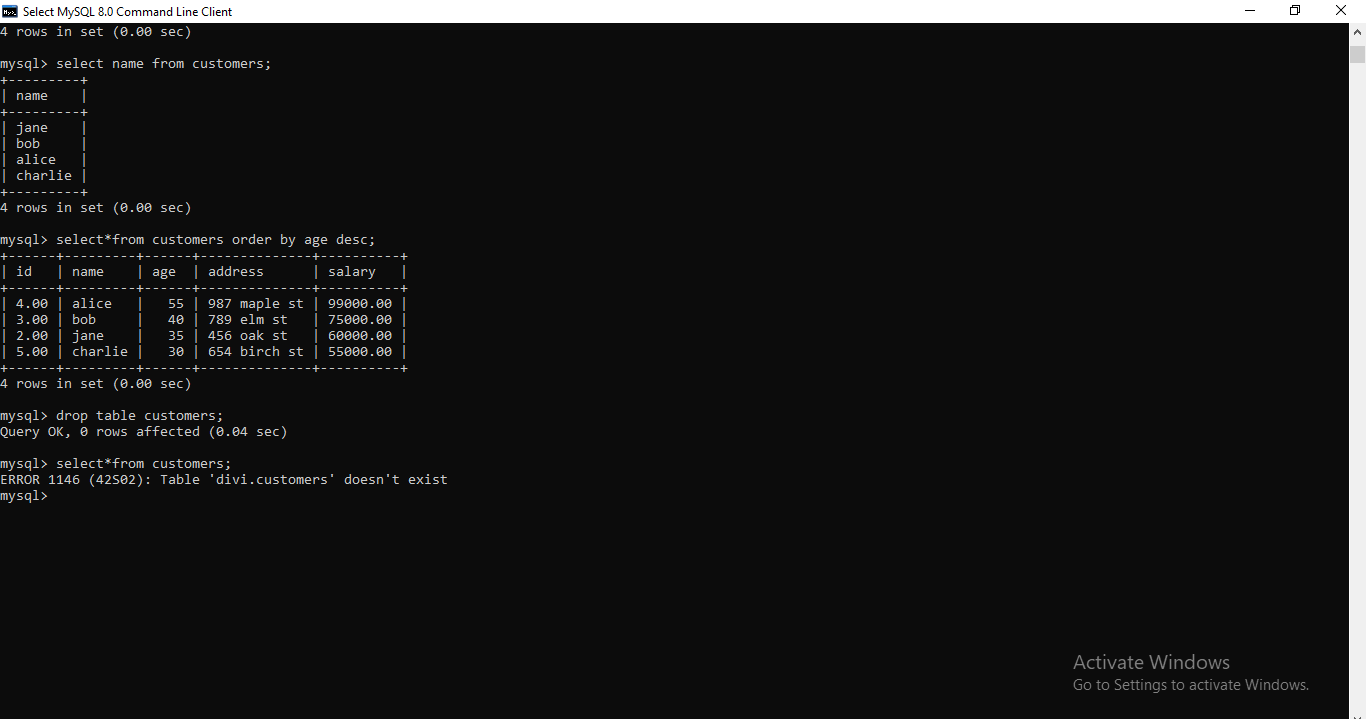 Select MySQL 8.0 Command Line Client
4 rows in set (0.00 sec)
mysql> select name from customers;
+---------+
| name    |
+---------+
| jane    |
| bob     |
| alice   |
| charlie |
+---------+
4 rows in set (0.00 sec)
mysql> select*from customers order by age desc;
+------+---------+------+--------------+----------+
| id   | name    | age  | address      | salary   |
+------+---------+------+--------------+----------+
| 4.00 | alice   |   55 | 987 maple st | 99000.00 |
| 3.00 | bob     |   40 | 789 elm st   | 75000.00 |
| 2.00 | jane    |   35 | 456 oak st   | 60000.00 |
| 5.00 | charlie |   30 | 654 birch st | 55000.00 |
+------+---------+------+--------------+----------+
4 rows in set (0.00 sec)
mysql> drop table customers;
Query OK, 0 rows affected (0.04 sec)
mysql> select*from customers;
ERROR 1146 (42S02): Table 'divi.customers' doesn't exist
mysql>
Activate Windows
Go to Settings to activate Windows.